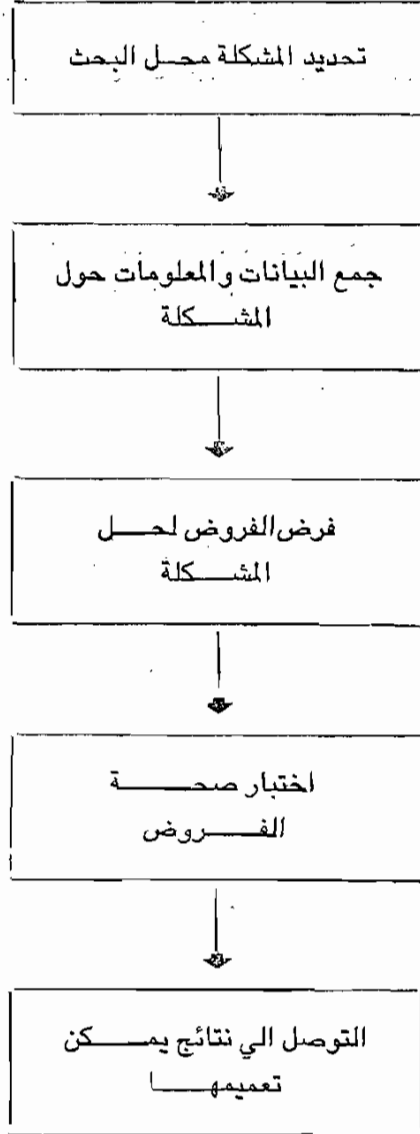 تحديد المشكلة محل البحث
جمع البيانات والمعلومات حول
المشكلة
فرض الفروض لحل
المشكلة
اختبار صحة
الفروض
التوصل الي نتائج يمكن
تعميمها